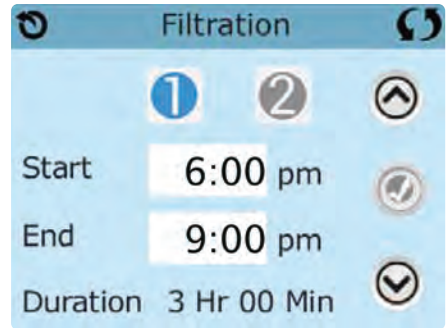 Filtration
1 2
Start 6:00 pm
End 9:00 pm
Duration 3 Hr 00 Min